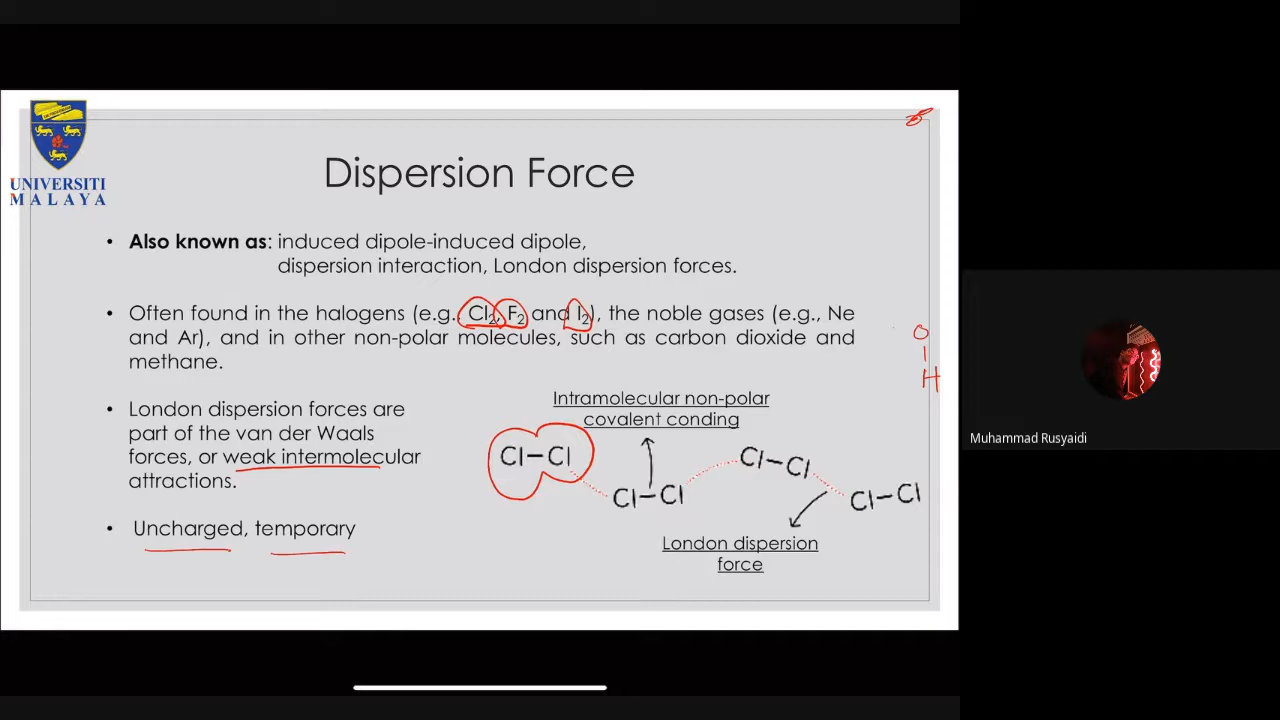 UNIVERSITI
MALAYA
Dispersion Force
• Also known as: induced dipole-induced dipole,
dispersion interaction, London dispersion forces.
• Often found in the halogens (e.g., Cl₂, F₂ and I₂), the noble gases (e.g., Ne
and Ar), and in other non-polar molecules, such as carbon dioxide and
methane.
• London dispersion forces are
part of the van der Waals
forces, or weak intermolecular
attractions.
• Uncharged, temporary
Intramolecular non-polar
covalent conding
Cl-Cl
Cl-Cl
Cl-Cl
Cl-Cl
London dispersion
force
O
H
Muhammad Rusyaidi